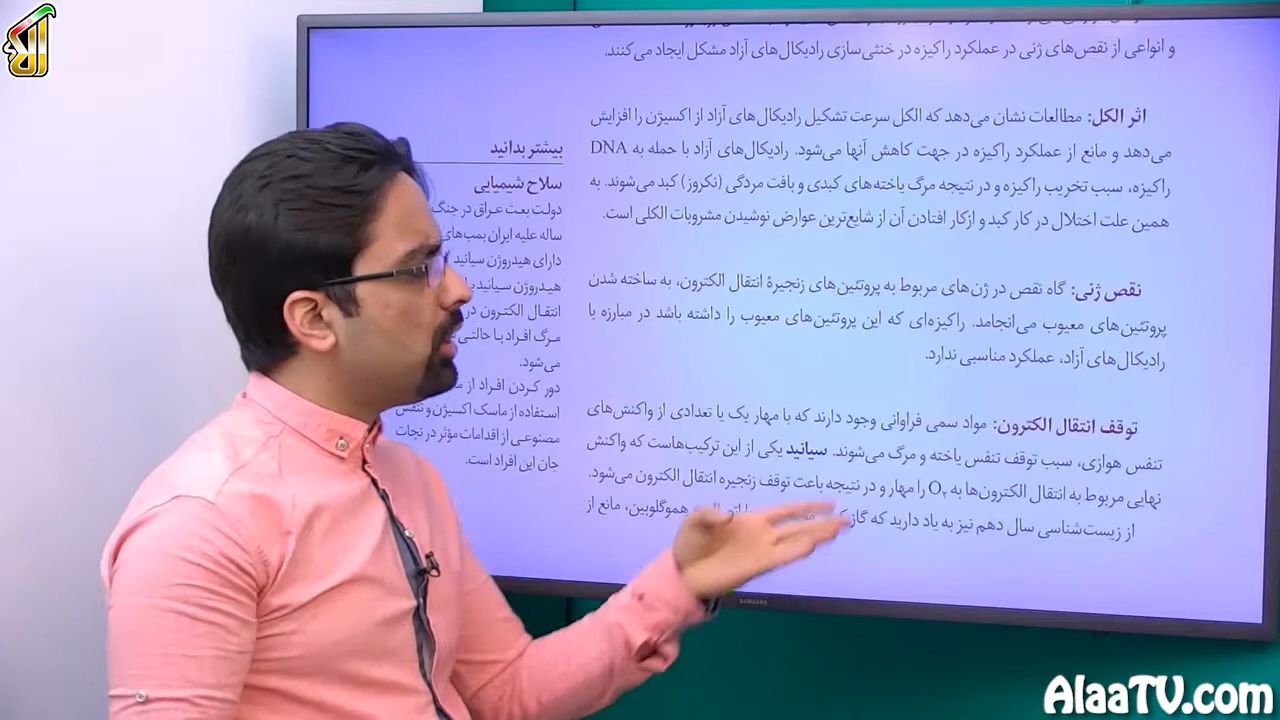 و انواعی از نقص‌های ژنی در عملکرد راکیزه در خنثی‌سازی رادیکال‌های آزاد مشکل ایجاد می‌کنند.
اثر الکل: مطالعات نشان می‌دهد که الکل سرعت تشکیل رادیکال‌های آزاد از اکسیژن را افزایش
می‌دهد و مانع از عملکرد راکیزه در جهت کاهش آنها می‌شود. رادیکال‌های آزاد با حمله به DNA
راکیزه، سبب تخریب راکیزه و در نتیجه مرگ یاخته‌های کبدی و بافت مردگی (نکروز) کبد می‌شوند. به
همین علت اختلال در کار کبد و ازکار افتادن آن از شایع‌ترین عوارض نوشیدن مشروبات الکلی است.
نقص ژنی: گاه نقص در ژن‌های مربوط به پروتئین‌های زنجیرهٔ انتقال الکترون، به ساخته شدن
پروتئین‌های معیوب می‌انجامد. راکیزه‌ای که این پروتئین‌های معیوب را داشته باشد در مبارزه با
رادیکال‌های آزاد، عملکرد مناسبی ندارد.
توقف انتقال الکترون: مواد سمی فراوانی وجود دارند که با مهار یک یا تعدادی از واکنش‌های
تنفس هوازی، سبب توقف تنفس یاخته و مرگ می‌شوند. سیانید یکی از این ترکیب‌هاست که واکنش
نهایی مربوط به انتقال الکترون‌ها به O₂ را مهار و در نتیجه باعث توقف زنجیره انتقال الکترون می‌شود.
از زیست‌شناسی سال دهم نیز به یاد دارید که گاز هموگلوبین، مانع از
بیشتر بدانید
سلاح شیمیایی
دولت بعث عراق در جنگ
ساله علیه ایران بمب‌های
دارای هیدروژن سیانید
هیدروژن سیانید
انتقال الکترون در
مرگ افراد با حالتی
می‌شود.
دور کردن افراد از
استفاده از ماسک اکسیژن و تنفس
مصنوعی از اقدامات مؤثر در نجات
جان این افراد است.
SAMSUNG
AlaaTV.com